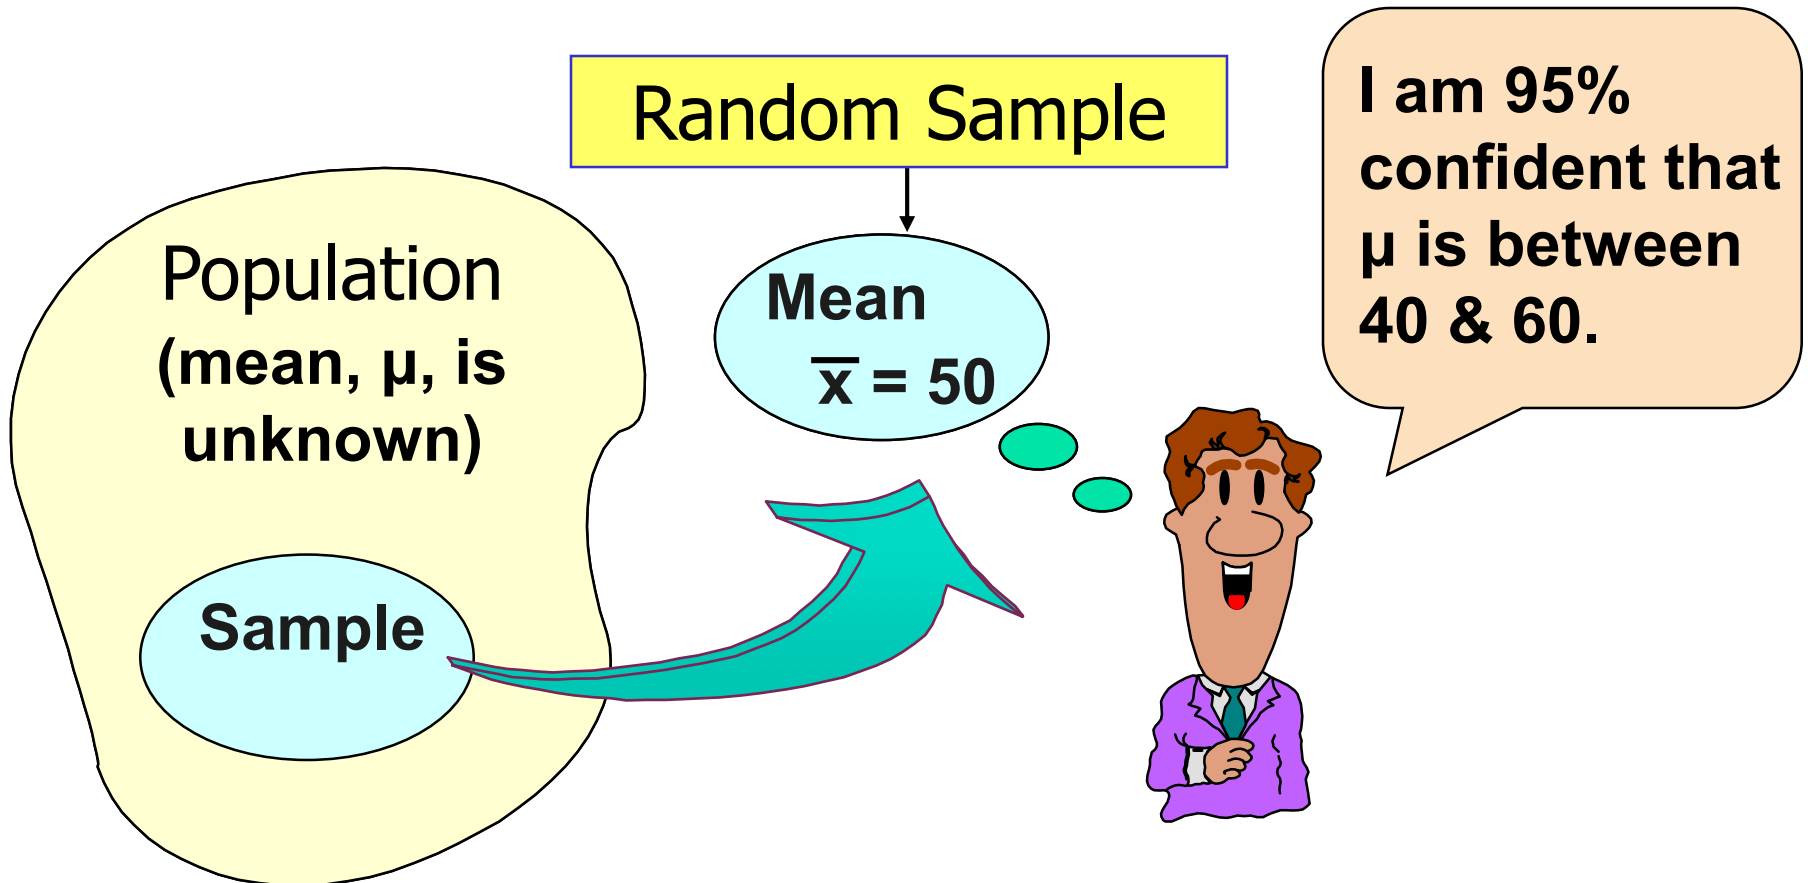 Random Sample
Population
(mean, μ, is
unknown)
Sample
Mean
x̅ = 50
I am 95%
confident that
μ is between
40 & 60.